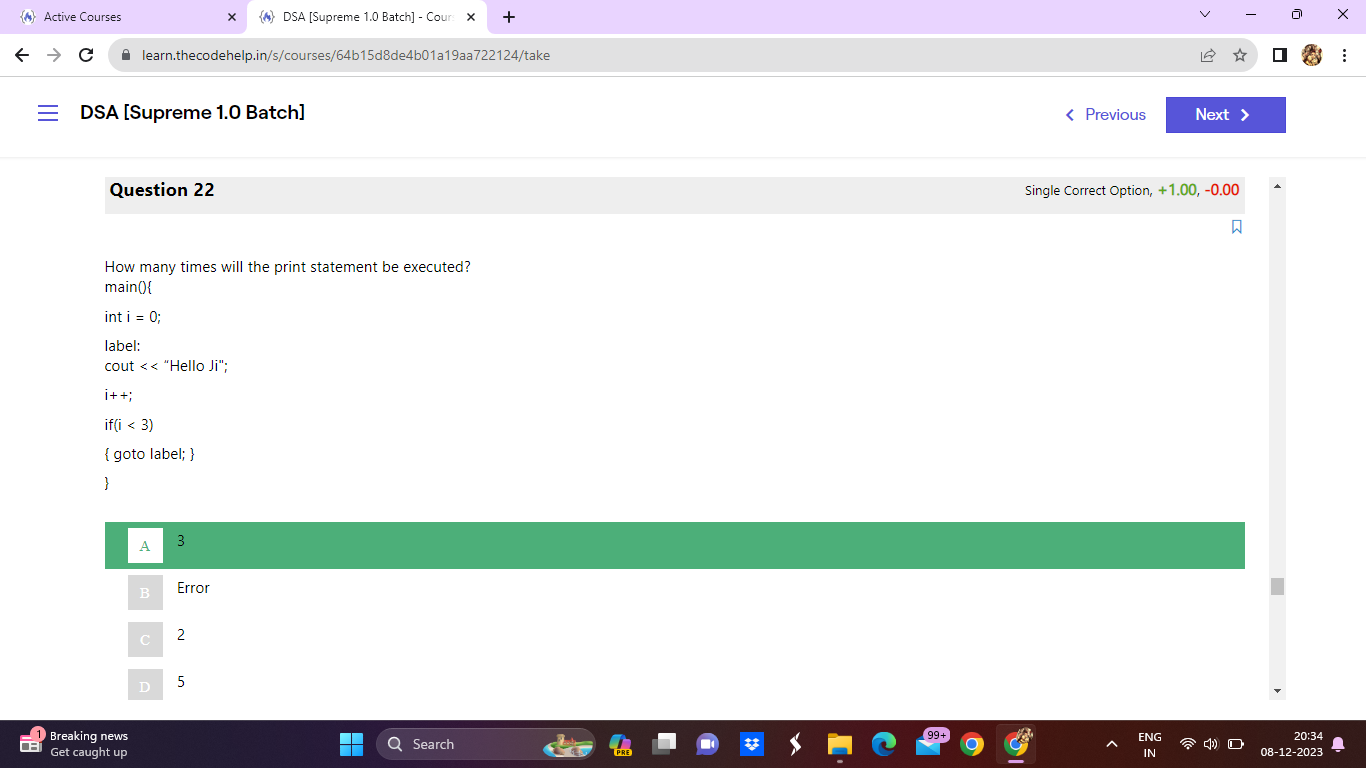 Active Courses
DSA [Supreme 1.0 Batch] - Cour
learn.thecodehelp.in/s/courses/64b15d8de4b01a19aa722124/take
DSA [Supreme 1.0 Batch]
Previous
Next
Question 22
Single Correct Option, +1.00, -0.00
How many times will the print statement be executed?
main(){
int i = 0;
label:
cout << “Hello Ji";
i++;
if(i < 3)
{ goto label; }
}
A 3
B Error
C 2
D 5
1
Breaking news
Get caught up
Search
PRE
99+
ENG
IN
20:34
08-12-2023